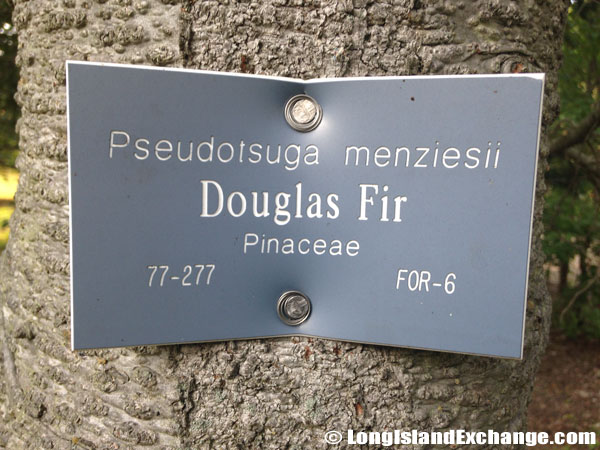 Pseudotsuga menziesii
Douglas Fir
Pinaceae
77-277 FOR-6
© LongIslandExchange.com